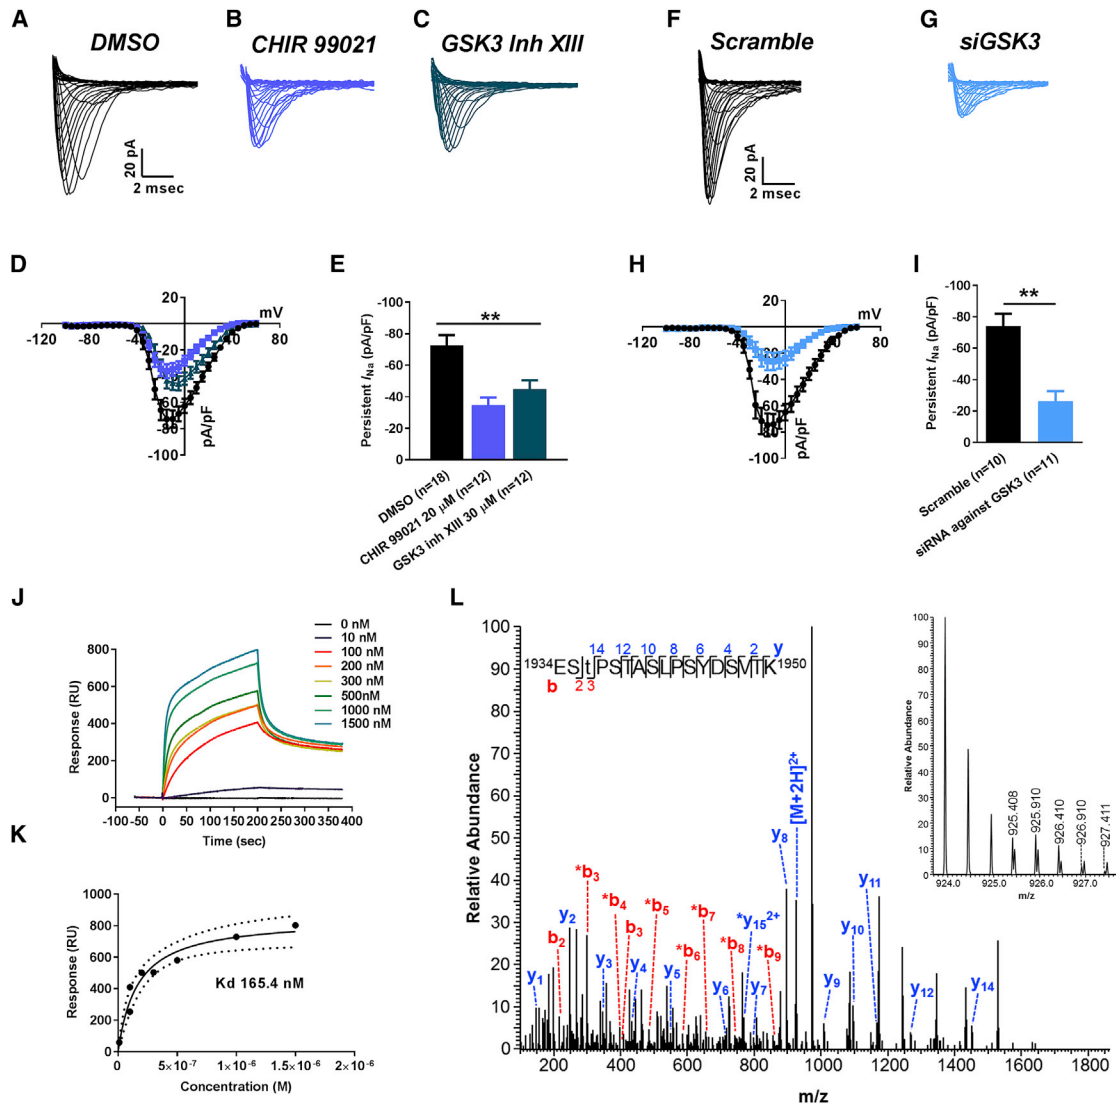 A
DMSO
B
CHIR 99021
C
GSK3 Inh XIII
F
Scramble
G
siGSK3
20 pA
2 msec
20 pA
2 msec
D
20
mV
-120
-80
-40
40
80
-20
-40
-60
-80
-100
pA/pF
E
Persistent INa (pA/pF)
-100
-80
-60
-40
-20
0
**
DMSO (n=18)
CHIR 99021 20 μM (n=12)
GSK3 inh XIII 30 μM (n=12)
H
20
mV
-120
-80
-40
40
80
-20
-40
-60
-80
-100
pA/pF
I
Persistent INa (pA/pF)
-100
-80
-60
-40
-20
0
**
Scramble (n=10)
siRNA against GSK3 (n=11)
J
Response (RU)
800
600
400
200
0
-100 -50 0 50 100 150 200 250 300 350 400
Time (sec)
0 nM
10 nM
100 nM
200 nM
300 nM
500nM
1000 nM
1500 nM
K
Response (RU)
1000
800
600
400
200
0
0 5×10-7 1×10-6 1.5×10-6 2×10-6
Concentration (M)
Kd 165.4 nM
L
Relative Abundance
100
90
80
70
60
50
40
30
20
10
0
200 400 600 800 1000 1200 1400 1600 1800
m/z
14 12 10 8 6 4 2 y
1934EStPSTASLPSYDSVTK1950
b 2 3
[M+2H]2+
y8
*b3
*b4
b3
*b5
*b7
y11
y2
b2
*y152+
y10
*b6
*b8
*b9
y1
y3
y4
y5
y6
y7
y9
y12
y14
Relative Abundance
100
90
80
70
60
50
40
30
20
10
0
925.408
925.910
926.410
926.910
927.411
924.0 925.0 926.0 927.0
m/z